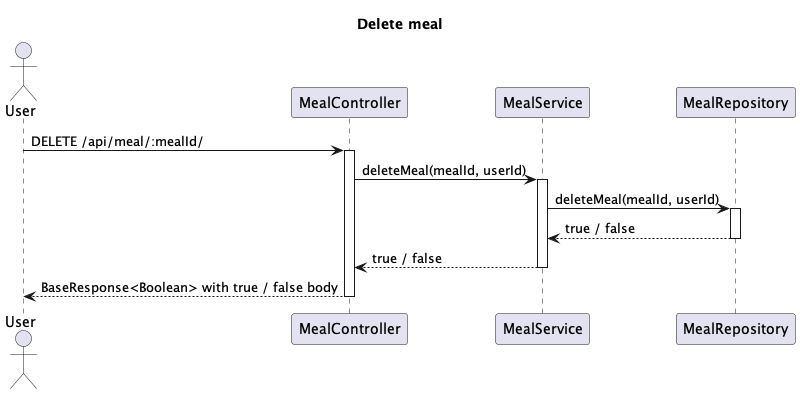 Delete meal
User
MealController
MealService
MealRepository
DELETE /api/meal/:mealId/
deleteMeal(mealId, userId)
deleteMeal(mealId, userId)
true / false
true / false
BaseResponse<Boolean> with true / false body
User
MealController
MealService
MealRepository